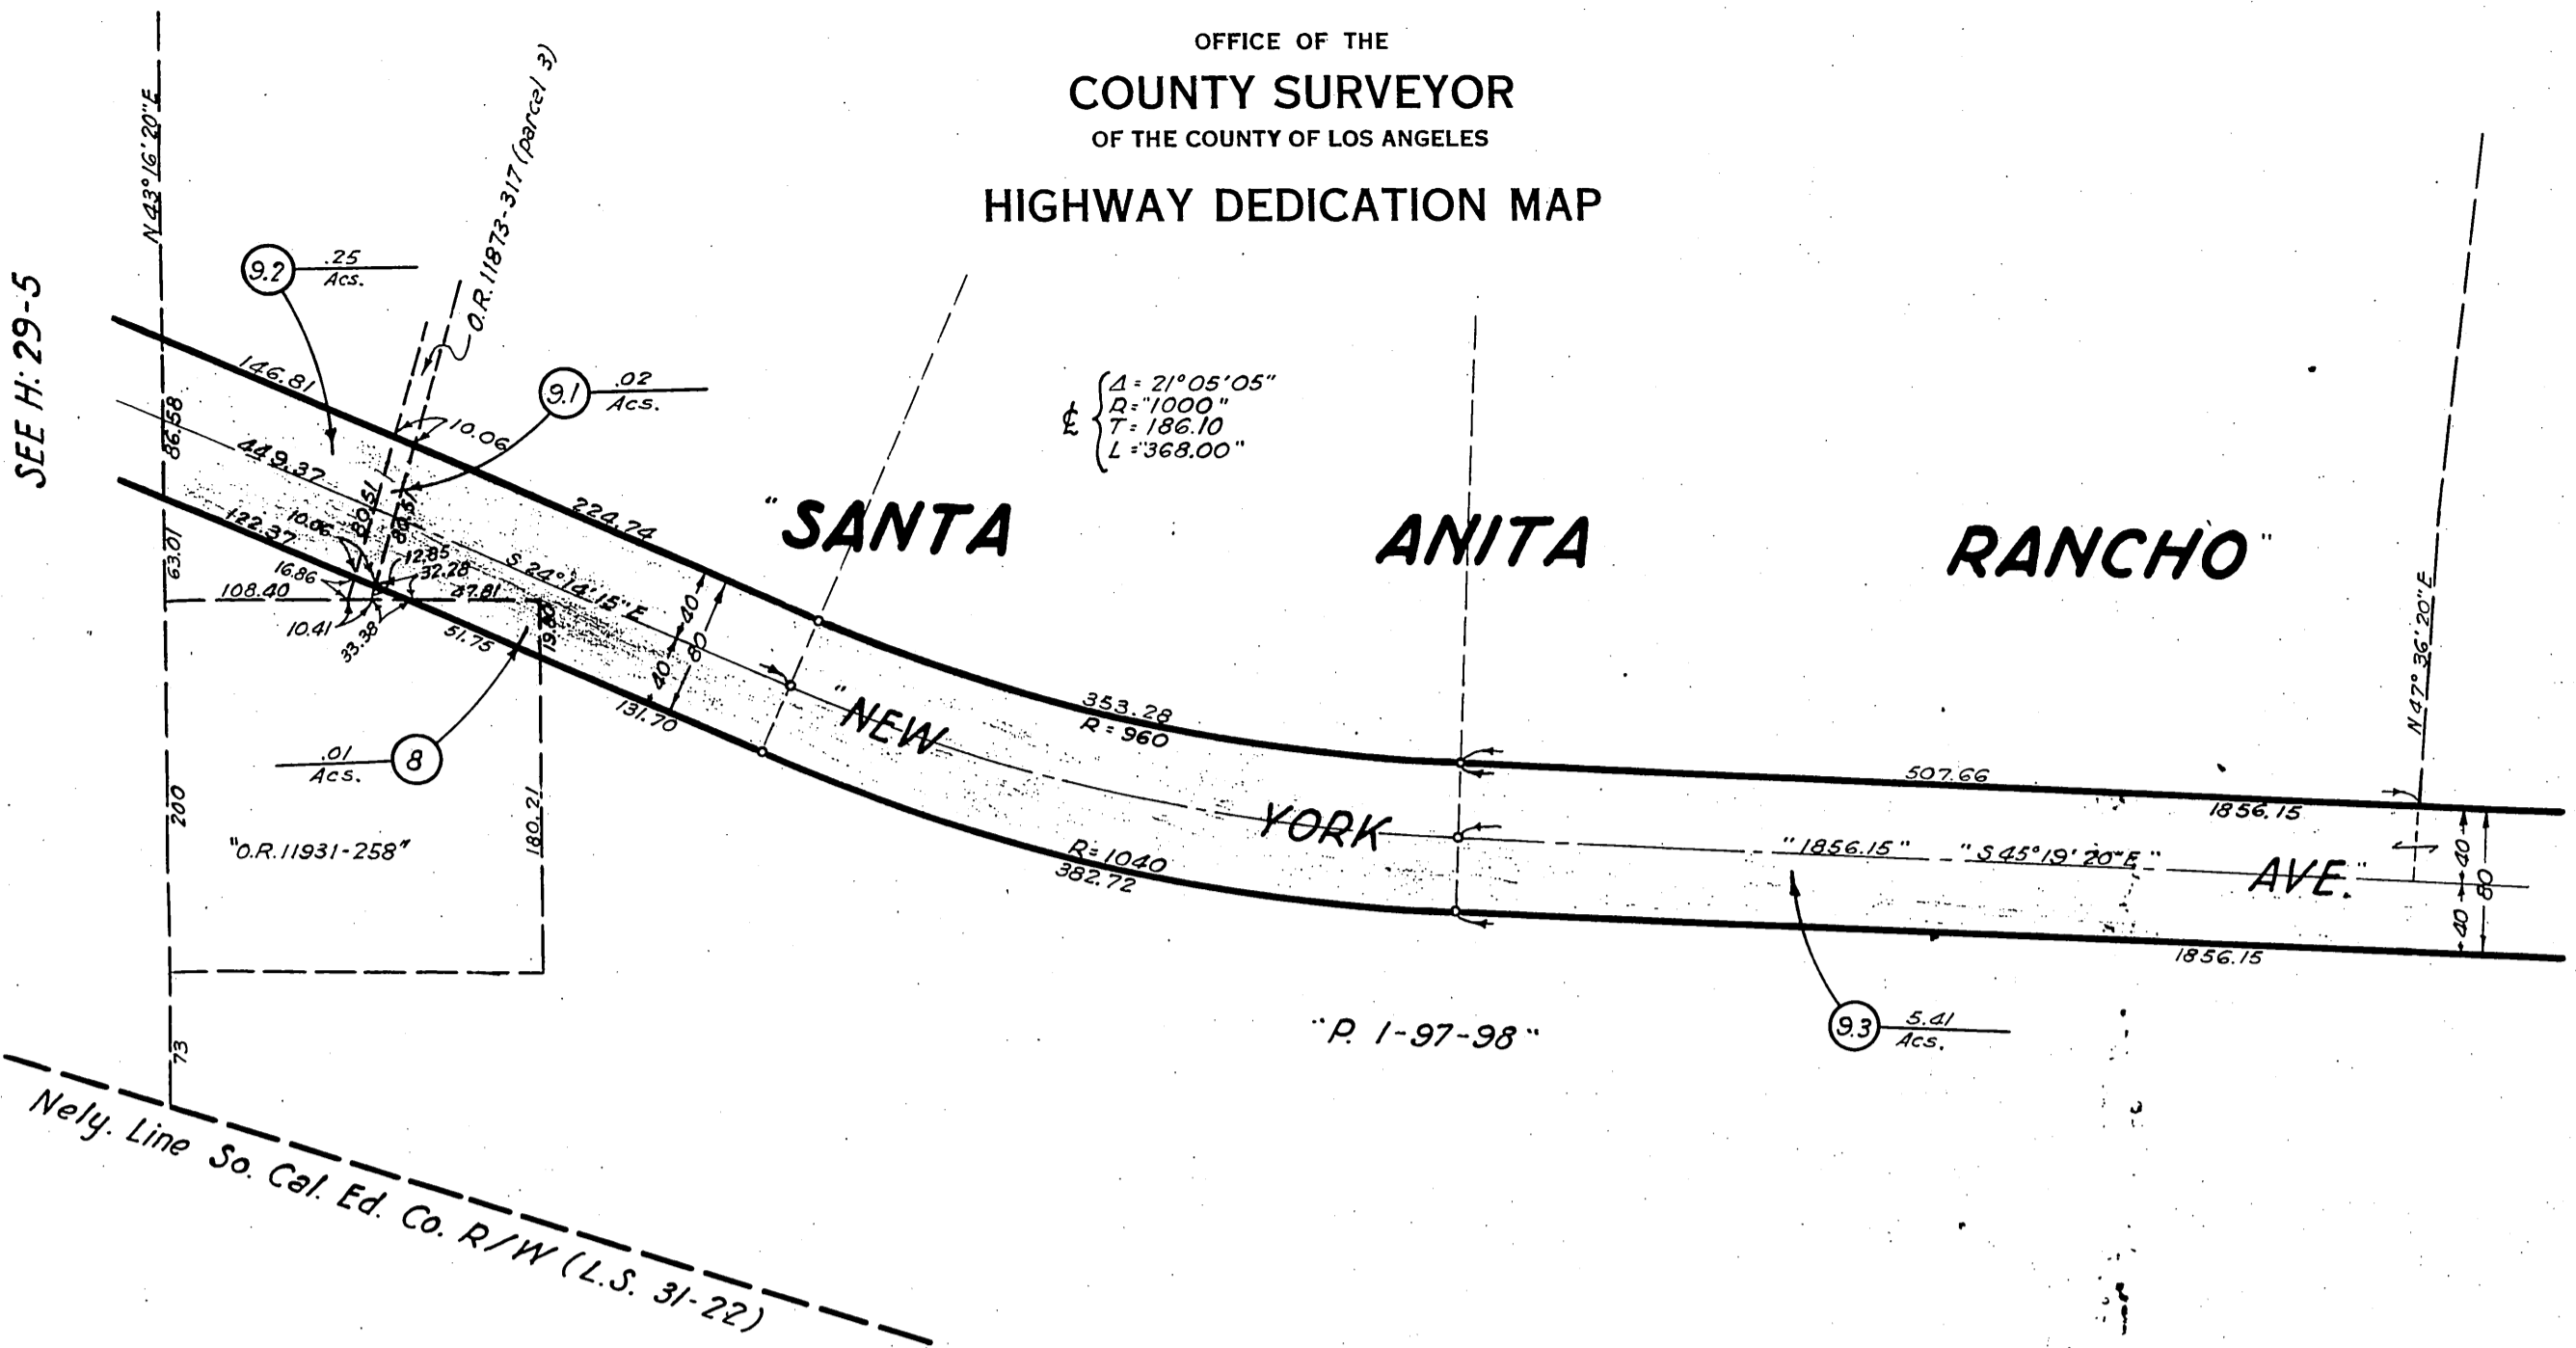 OFFICE OF THE
COUNTY SURVEYOR
OF THE COUNTY OF LOS ANGELES
HIGHWAY DEDICATION MAP
SEE H: 29-5
N 43° 16' 20" E
O.R. 11873-317 (parcel 3)
9.2 .25 Acs.
9.1 .02 Acs.
146.81
86.58
449.37
10.06
80.51
80.51
10.06
122.37
224.74
63.01
16.86
12.85
32.28
108.40
47.81
10.41
33.38
51.75
19.80
S 24° 14' 15" E
40
80
40
131.70
8 .01 Acs.
200
180.21
"O.R. 11931-258"
73
Nely. Line So. Cal. Ed. Co. R/W (L.S. 31-22)
℄
Δ = 21° 05' 05"
R = "1000"
T = 186.10
L = "368.00"
"SANTA ANITA RANCHO"
353.28
R = 960
"NEW YORK AVE."
R = 1040
382.72
507.66
1856.15
"1856.15" "S 45° 19' 20" E"
N 47° 36' 20" E
40
80
40
1856.15
9.3 5.41 Acs.
"P. 1-97-98"